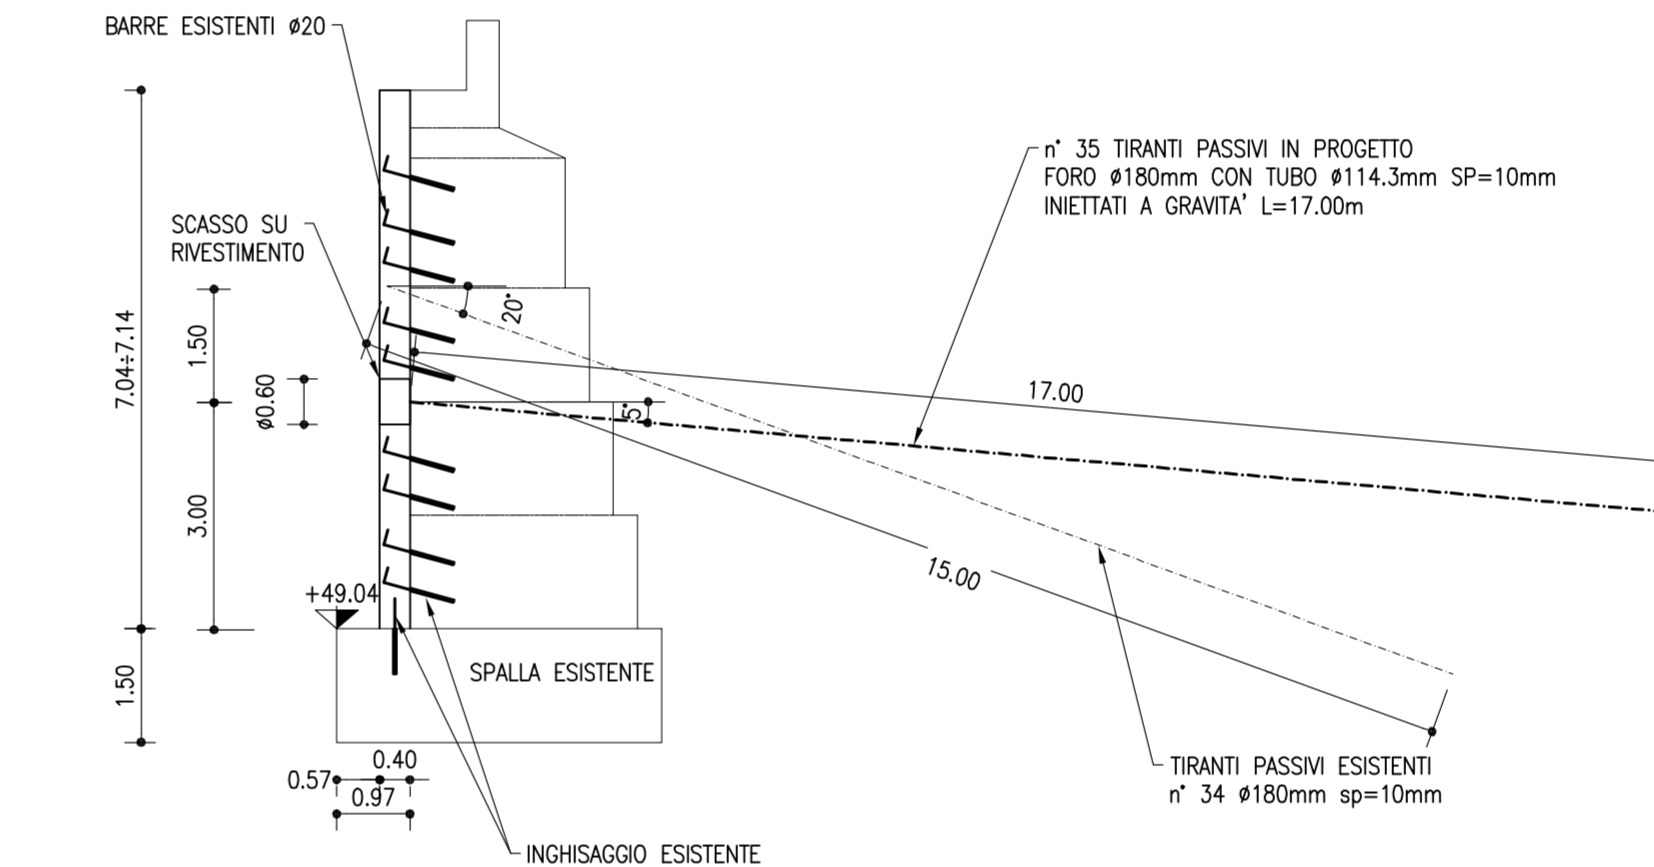 BARRE ESISTENTI ø20
n° 35 TIRANTI PASSIVI IN PROGETTO
FORO ø180mm CON TUBO ø114.3mm SP=10mm
INIETTATI A GRAVITA' L=17.00m
SCASSO SU
RIVESTIMENTO
20°
7.04÷7.14
1.50
ø0.60
17.00
5°
3.00
15.00
+49.04
1.50
SPALLA ESISTENTE
0.40
0.57
0.97
TIRANTI PASSIVI ESISTENTI
n° 34 ø180mm sp=10mm
INGHISAGGIO ESISTENTE